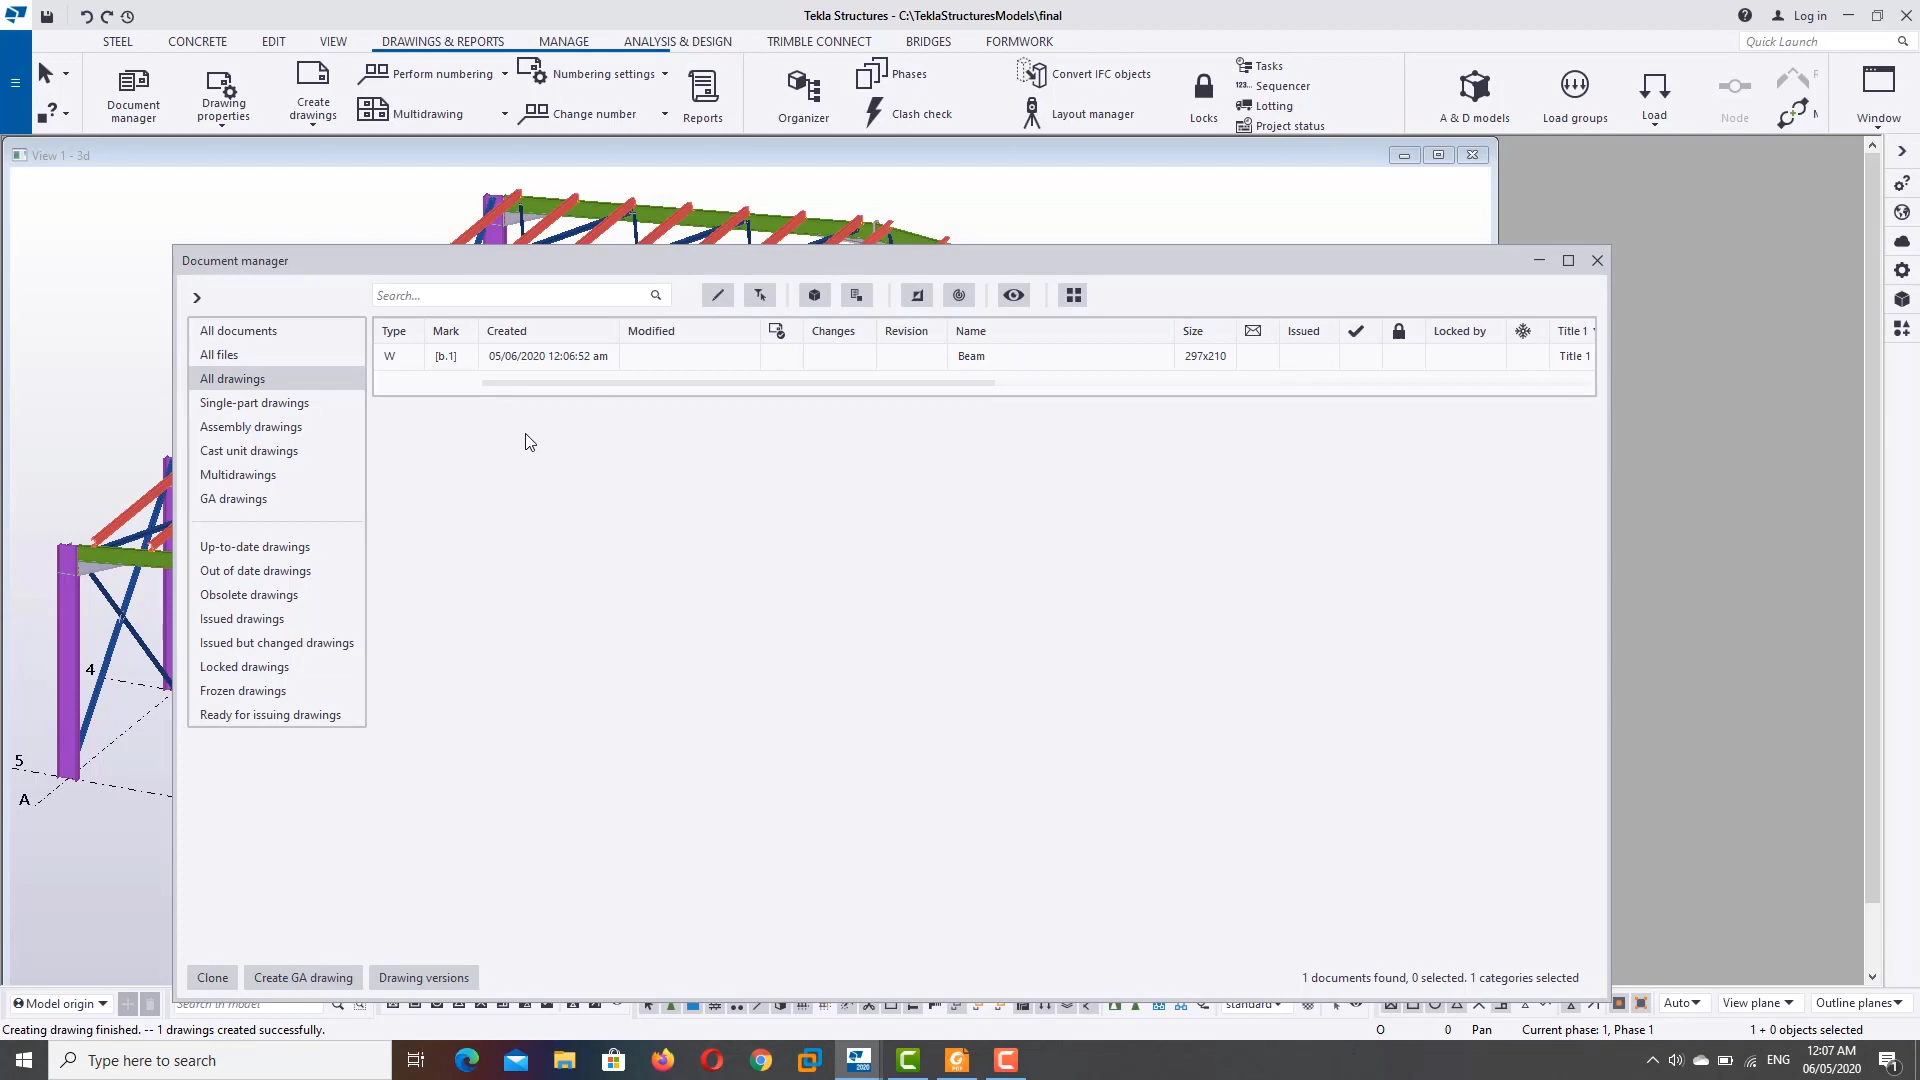 Tekla Structures - C:\TeklaStructuresModels\final
Log in
STEEL CONCRETE EDIT VIEW DRAWINGS & REPORTS MANAGE ANALYSIS & DESIGN TRIMBLE CONNECT BRIDGES FORMWORK
Quick Launch
Document manager
Drawing properties
Create drawings
Perform numbering
Multidrawing
Numbering settings
Change number
Reports
Organizer
Phases
Clash check
Convert IFC objects
Layout manager
Locks
Tasks
Sequencer
Lotting
Project status
A & D models
Load groups
Load
Node
Window
View 1 - 3d
Document manager
Search...
All documents
All files
All drawings
Single-part drawings
Assembly drawings
Cast unit drawings
Multidrawings
GA drawings
Up-to-date drawings
Out of date drawings
Obsolete drawings
Issued drawings
Issued but changed drawings
Locked drawings
Frozen drawings
Ready for issuing drawings
Type Mark Created Modified Changes Revision Name Size Issued Locked by Title 1
W [b.1] 05/06/2020 12:06:52 am Beam 297x210 Title 1
4
5
A
Clone Create GA drawing Drawing versions
1 documents found, 0 selected. 1 categories selected
Model origin
Search in model
standard
Auto View plane Outline planes
Creating drawing finished. -- 1 drawings created successfully.
O 0 Pan Current phase: 1, Phase 1 1 + 0 objects selected
Type here to search
ENG
12:07 AM
06/05/2020